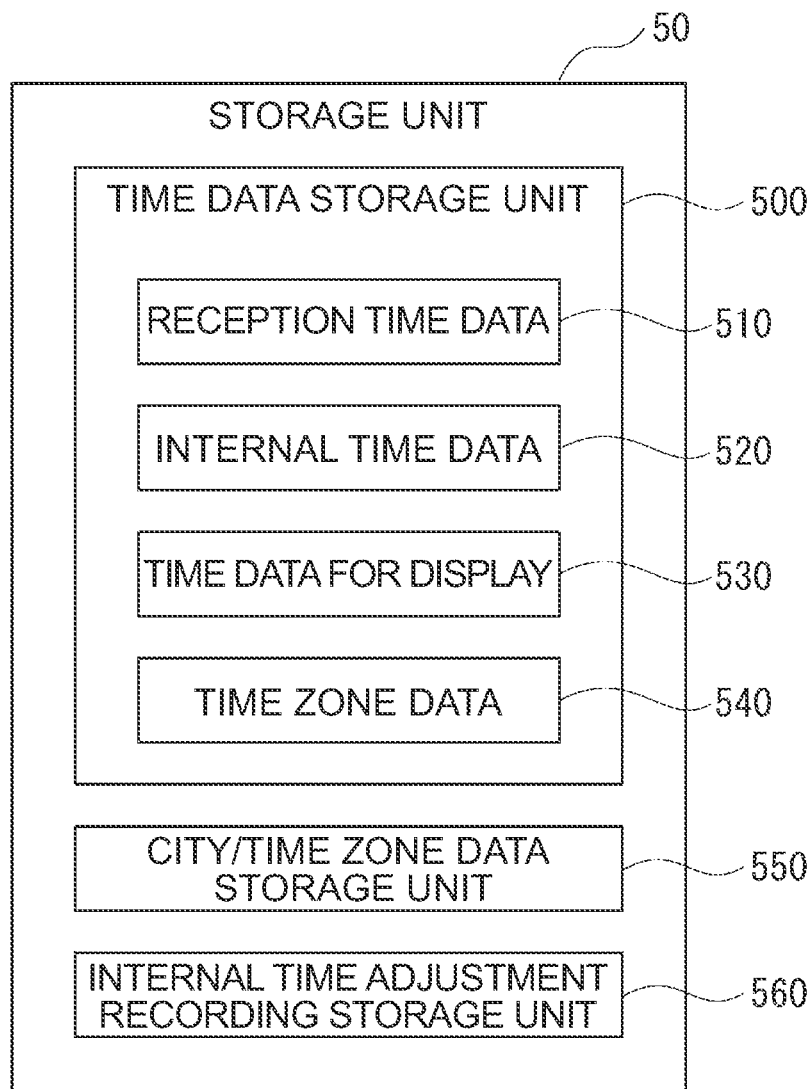 50
STORAGE UNIT
TIME DATA STORAGE UNIT
500
RECEPTION TIME DATA
510
INTERNAL TIME DATA
520
TIME DATA FOR DISPLAY
530
TIME ZONE DATA
540
CITY/TIME ZONE DATA
STORAGE UNIT
550
INTERNAL TIME ADJUSTMENT
RECORDING STORAGE UNIT
560